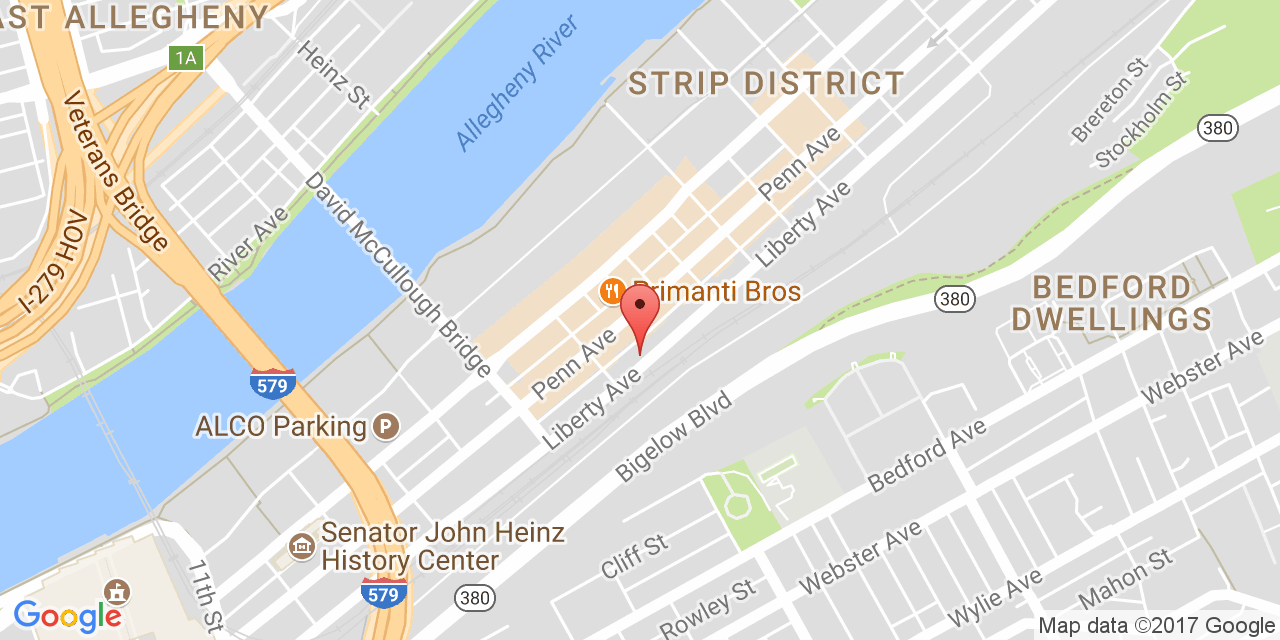 AST ALLEGHENY
1A
Heinz St
Allegheny River
STRIP DISTRICT
Brereton St
Stockholm St
380
Veterans Bridge
David McCullough Bridge
Penn Ave
Liberty Ave
River Ave
I-279 HOV
Primanti Bros
380
BEDFORD
DWELLINGS
Penn Ave
Liberty Ave
579
ALCO Parking
P
Bigelow Blvd
Webster Ave
Bedford Ave
Senator John Heinz
History Center
Cliff St
Webster Ave
11th St
579
380
Rowley St
Wylie Ave
Mahon St
Google
Map data ©2017 Google